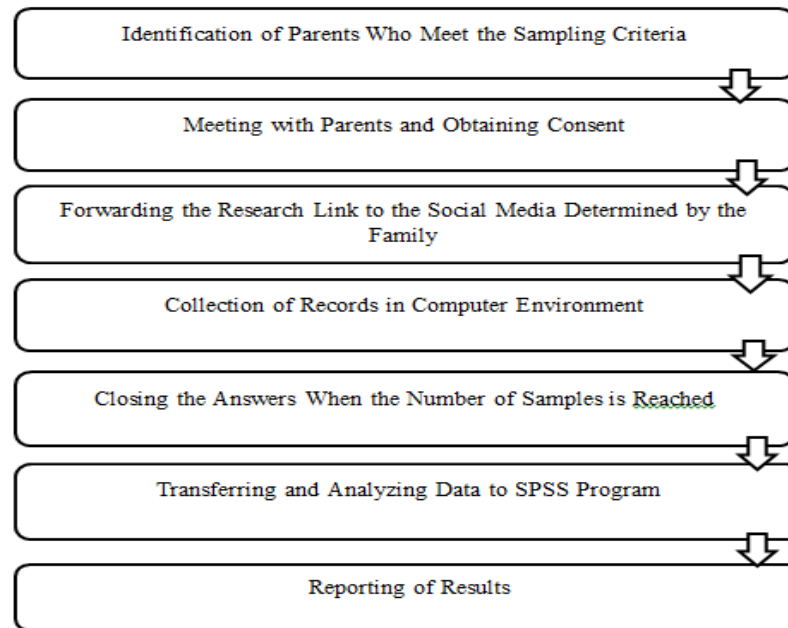 Identification of Parents Who Meet the Sampling Criteria
Meeting with Parents and Obtaining Consent
Forwarding the Research Link to the Social Media Determined by the
Family
Collection of Records in Computer Environment
Closing the Answers When the Number of Samples is Reached
Transferring and Analyzing Data to SPSS Program
Reporting of Results